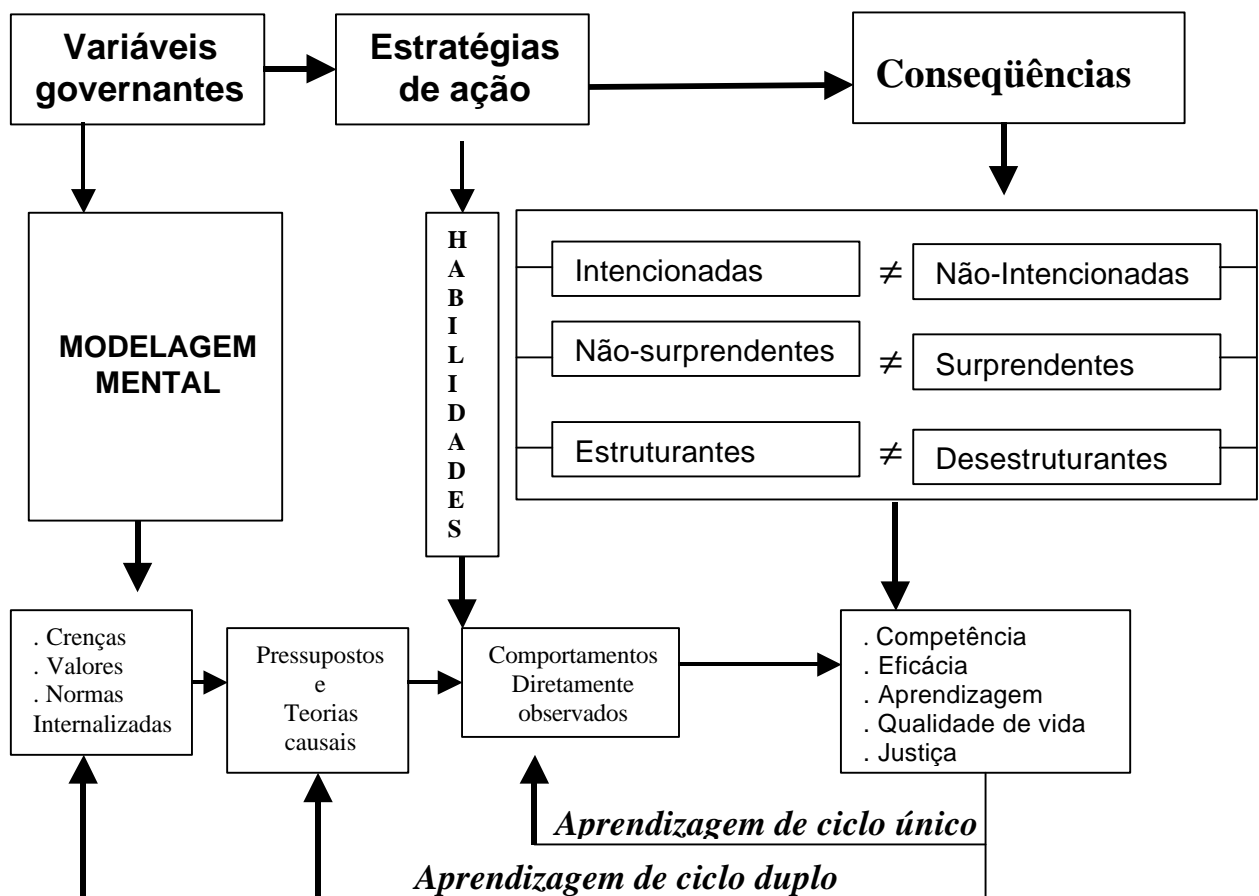 Variáveis
governantes
Estratégias
de ação
Conseqüências
MODELAGEM
MENTAL
H
A
B
I
L
I
D
A
D
E
S
Intencionadas
≠
Não-Intencionadas
Não-surprendentes
≠
Surprendentes
Estruturantes
≠
Desestruturantes
. Crenças
. Valores
. Normas
Internalizadas
Pressupostos
e
Teorias
causais
Comportamentos
Diretamente
observados
. Competência
. Eficácia
. Aprendizagem
. Qualidade de vida
. Justiça
Aprendizagem de ciclo único
Aprendizagem de ciclo duplo